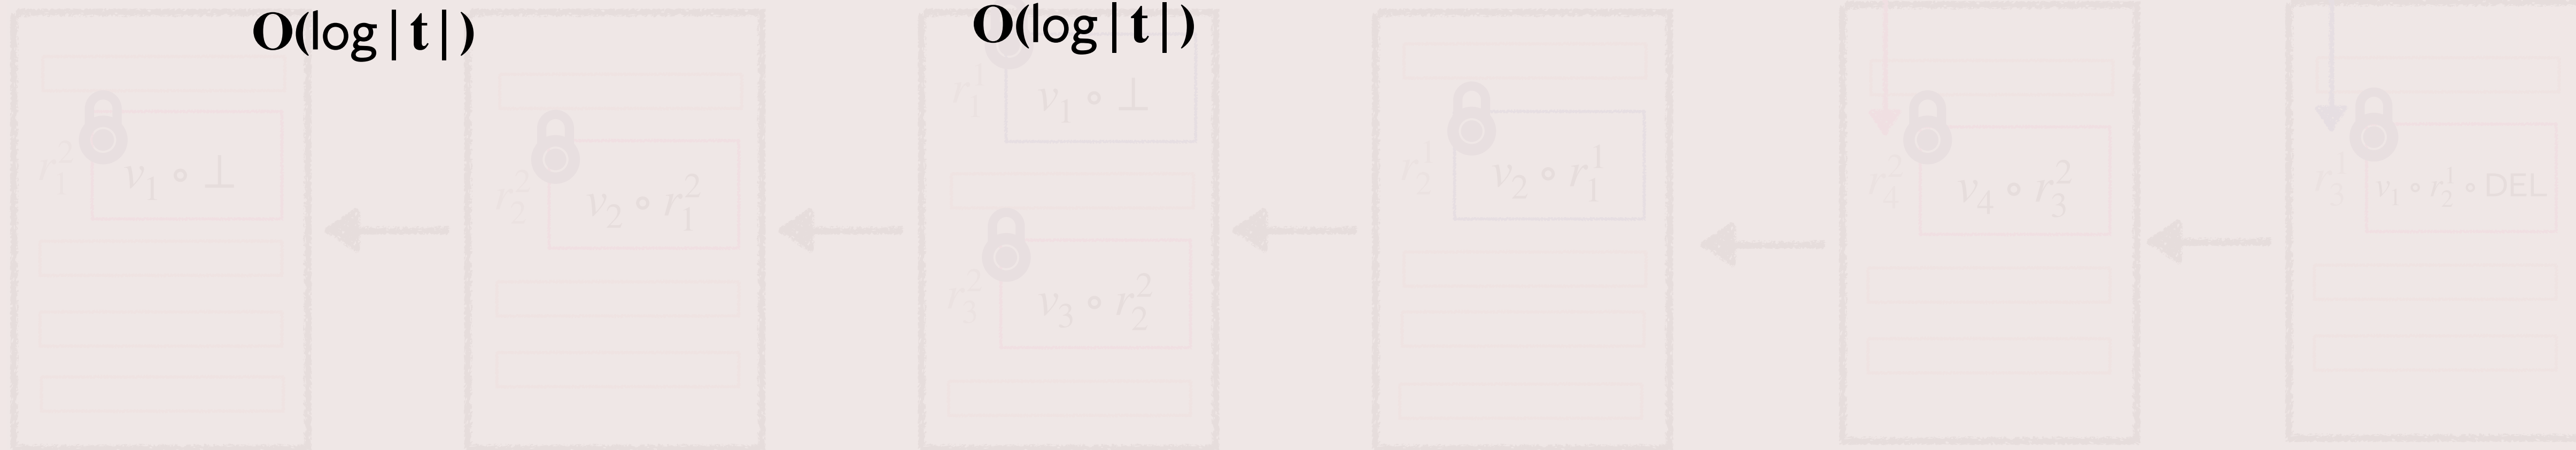 O(log|t|)
O(log|t|)
r_1^2
v_1 ∘ ⊥
r_2^2
v_2 ∘ r_1^2
r_1^1
v_1 ∘ ⊥
r_3^2
v_3 ∘ r_2^2
r_2^1
v_2 ∘ r_1^1
r_4^2
v_4 ∘ r_3^2
r_3^1
v_1 ∘ r_2^1 ∘ DEL